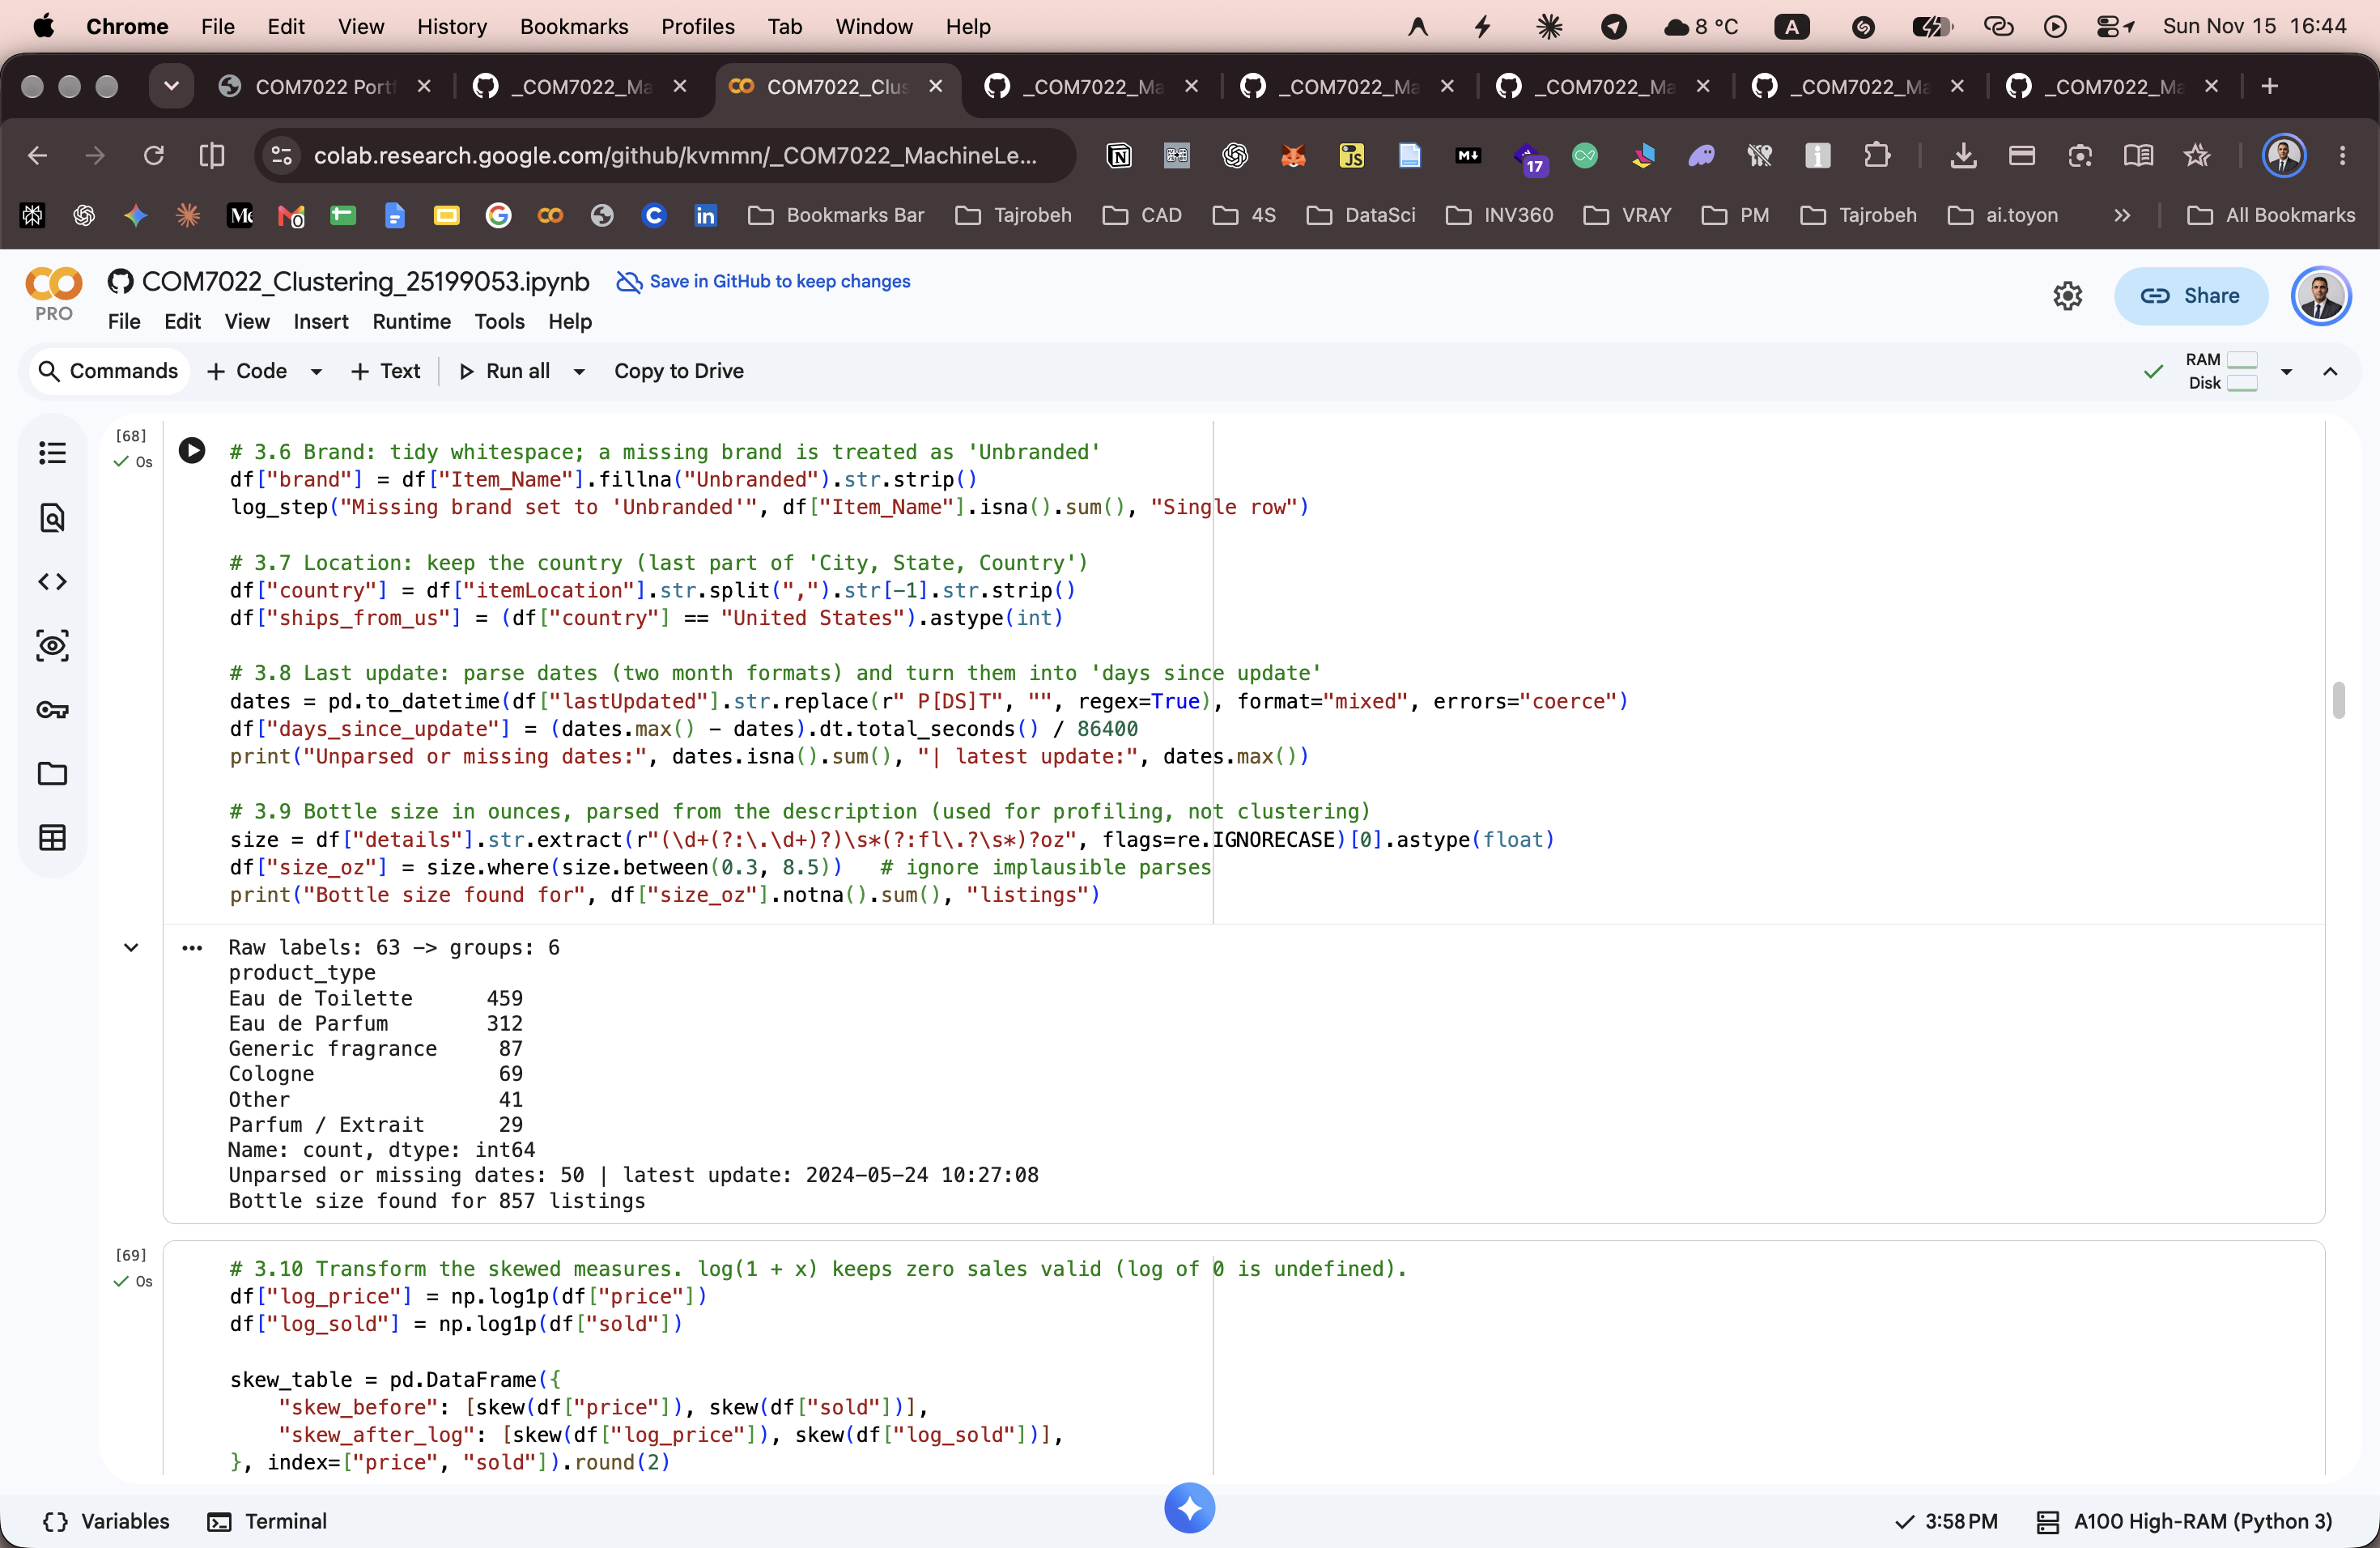 Chrome File Edit View History Bookmarks Profiles Tab Window Help 8 °C A Sun Nov 15 16:44
COM7022 Port _COM7022_Ma COM7022_Clus _COM7022_Ma _COM7022_Ma _COM7022_Ma _COM7022_Ma _COM7022_Ma
colab.research.google.com/github/kvmmn/_COM7022_MachineLe... JS M 17
Bookmarks Bar Tajrobeh CAD 4S DataSci INV360 VRAY PM Tajrobeh ai.toyon >> All Bookmarks
COM7022_Clustering_25199053.ipynb Save in GitHub to keep changes
PRO
File Edit View Insert Runtime Tools Help
Share
Commands + Code + Text Run all Copy to Drive
RAM
Disk
[68]
0s
# 3.6 Brand: tidy whitespace; a missing brand is treated as 'Unbranded'
df["brand"] = df["Item_Name"].fillna("Unbranded").str.strip()
log_step("Missing brand set to 'Unbranded'", df["Item_Name"].isna().sum(), "Single row")
# 3.7 Location: keep the country (last part of 'City, State, Country')
df["country"] = df["itemLocation"].str.split(",").str[-1].str.strip()
df["ships_from_us"] = (df["country"] == "United States").astype(int)
# 3.8 Last update: parse dates (two month formats) and turn them into 'days since update'
dates = pd.to_datetime(df["lastUpdated"].str.replace(r" P[DS]T", "", regex=True), format="mixed", errors="coerce")
df["days_since_update"] = (dates.max() - dates).dt.total_seconds() / 86400
print("Unparsed or missing dates:", dates.isna().sum(), "| latest update:", dates.max())
# 3.9 Bottle size in ounces, parsed from the description (used for profiling, not clustering)
size = df["details"].str.extract(r"(\d+(?:\.\d+)?)\s*(?:fl\.?\s*)?oz", flags=re.IGNORECASE)[0].astype(float)
df["size_oz"] = size.where(size.between(0.3, 8.5))   # ignore implausible parses
print("Bottle size found for", df["size_oz"].notna().sum(), "listings")
Raw labels: 63 -> groups: 6
product_type
Eau de Toilette 459
Eau de Parfum 312
Generic fragrance 87
Cologne 69
Other 41
Parfum / Extrait 29
Name: count, dtype: int64
Unparsed or missing dates: 50 | latest update: 2024-05-24 10:27:08
Bottle size found for 857 listings
[69]
0s
# 3.10 Transform the skewed measures. log(1 + x) keeps zero sales valid (log of 0 is undefined).
df["log_price"] = np.log1p(df["price"])
df["log_sold"] = np.log1p(df["sold"])
skew_table = pd.DataFrame({
"skew_before": [skew(df["price"]), skew(df["sold"])],
"skew_after_log": [skew(df["log_price"]), skew(df["log_sold"])],
}, index=["price", "sold"]).round(2)
Variables Terminal 3:58 PM A100 High-RAM (Python 3)